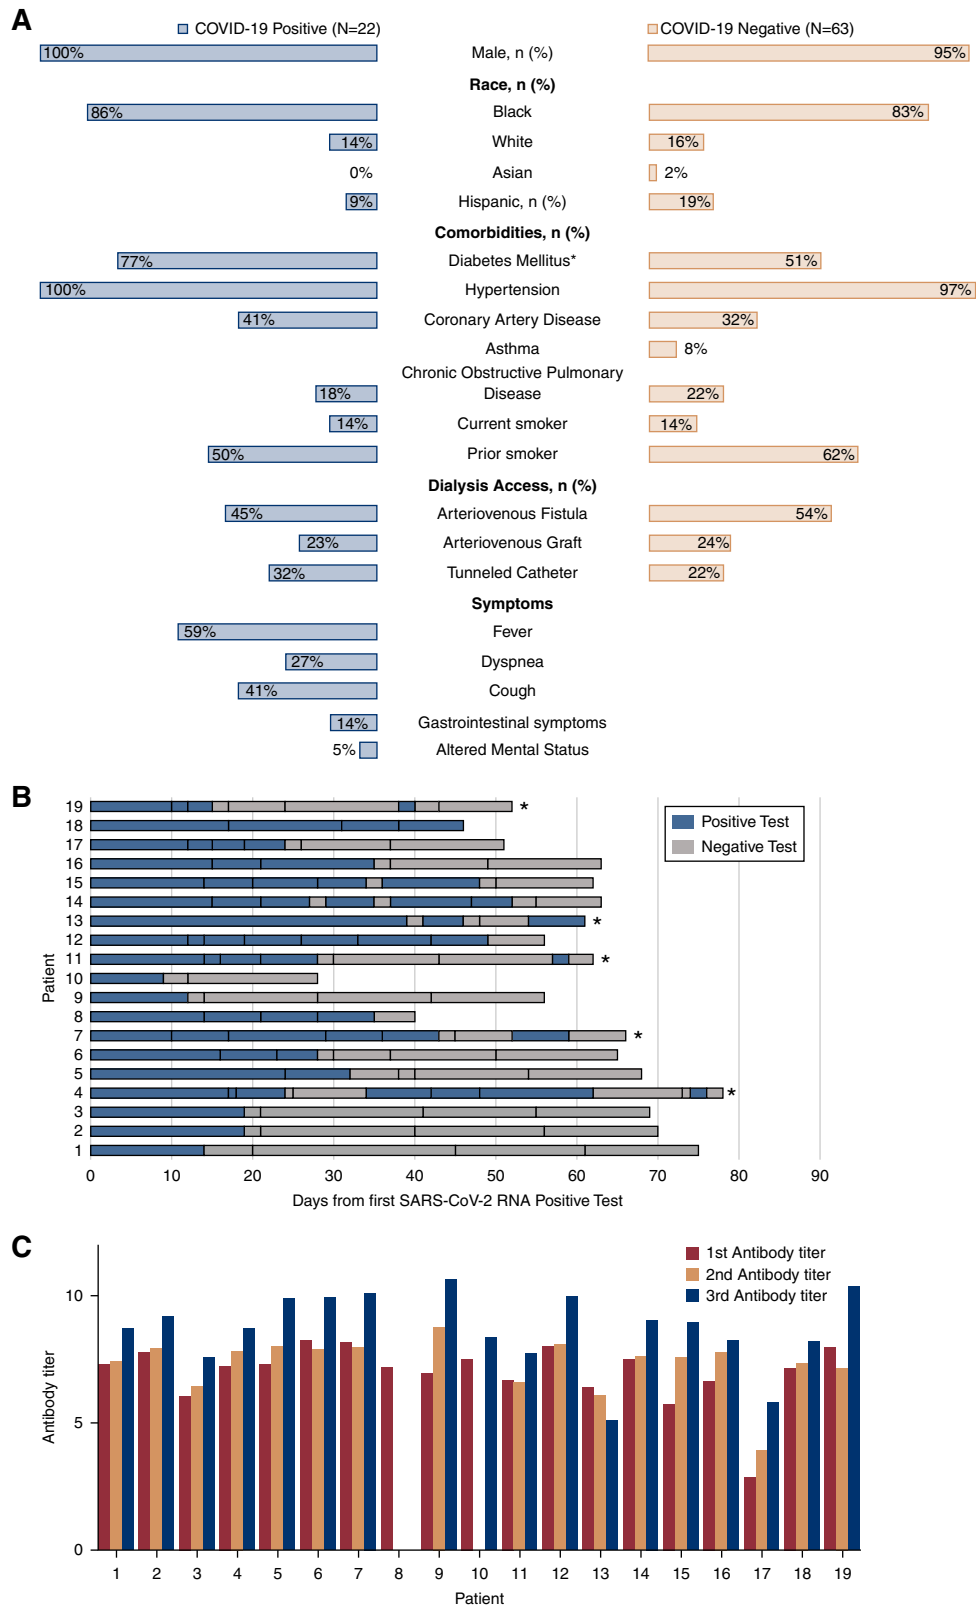 A
COVID-19 Positive (N=22)
COVID-19 Negative (N=63)
100% Male, n (%) 95%
Race, n (%)
86% Black 83%
14% White 16%
0% Asian 2%
9% Hispanic, n (%) 19%
Comorbidities, n (%)
77% Diabetes Mellitus* 51%
100% Hypertension 97%
41% Coronary Artery Disease 32%
Asthma 8%
Chronic Obstructive Pulmonary
18% Disease 22%
14% Current smoker 14%
50% Prior smoker 62%
Dialysis Access, n (%)
45% Arteriovenous Fistula 54%
23% Arteriovenous Graft 24%
32% Tunneled Catheter 22%
Symptoms
59% Fever
27% Dyspnea
41% Cough
14% Gastrointestinal symptoms
5% Altered Mental Status
B
Patient
19 *
18
17
16
15
14
13 *
12
11 *
10
9
8
7 *
6
5
4 *
3
2
1
Positive Test
Negative Test
0 10 20 30 40 50 60 70 80 90
Days from first SARS-CoV-2 RNA Positive Test
C
1st Antibody titer
2nd Antibody titer
3rd Antibody titer
Antibody titer
10
5
0
1 2 3 4 5 6 7 8 9 10 11 12 13 14 15 16 17 18 19
Patient